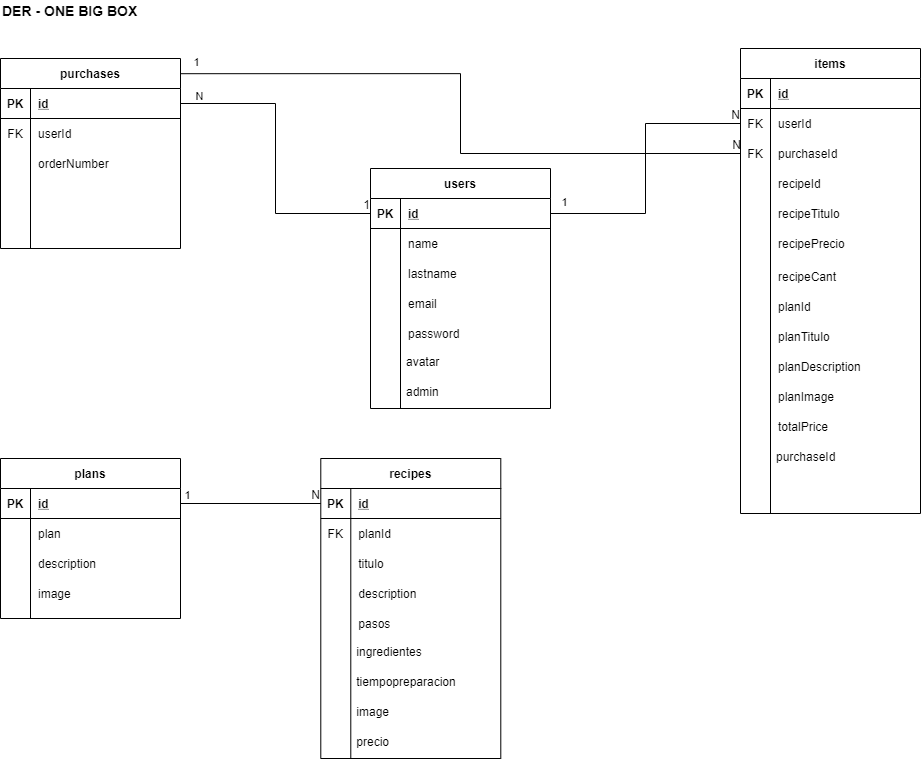 DER - ONE BIG BOX
purchases
PK id
FK userId
orderNumber
1
N
users
1
1
PK id
name
lastname
email
password
avatar
admin
items
PK id
N
FK userId
N
FK purchaseId
recipeId
recipeTitulo
recipePrecio
recipeCant
planId
planTitulo
planDescription
planImage
totalPrice
purchaseId
plans
PK id
plan
description
image
1
N
recipes
PK id
FK planId
titulo
description
pasos
ingredientes
tiempopreparacion
image
precio